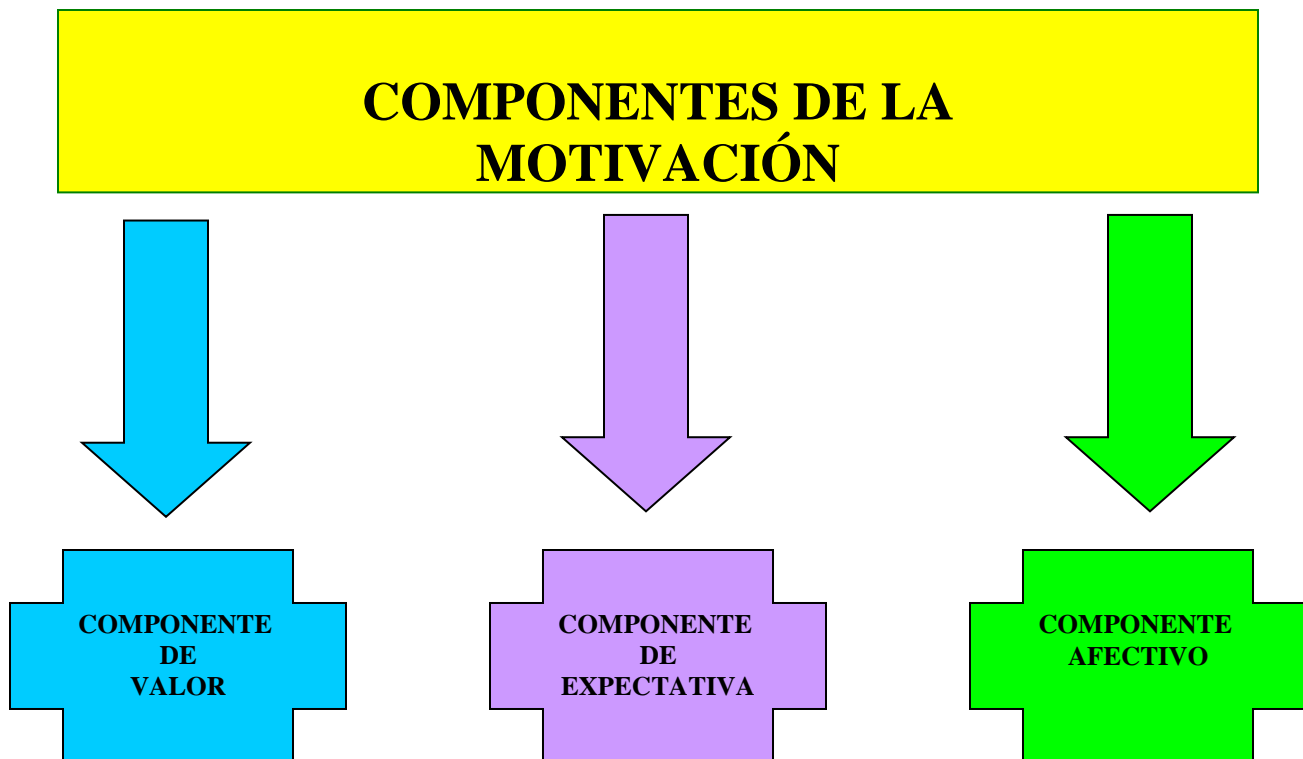 COMPONENTES DE LA
MOTIVACIÓN
COMPONENTE
DE
VALOR
COMPONENTE
DE
EXPECTATIVA
COMPONENTE
AFECTIVO